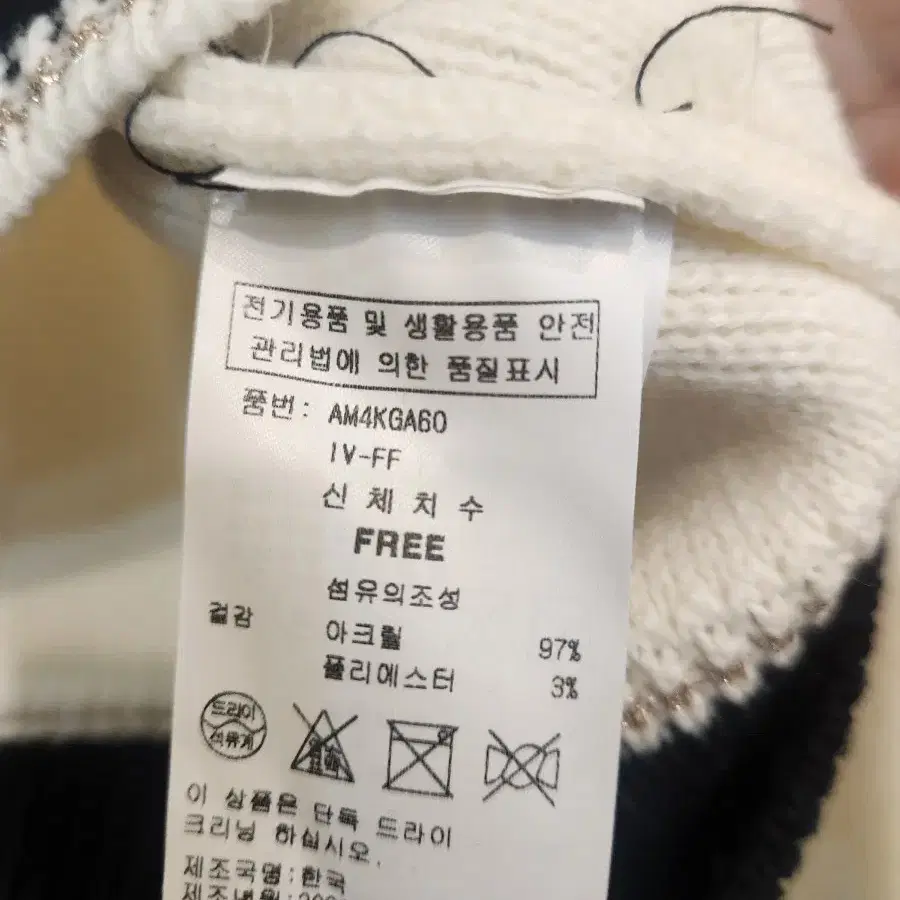 전기용품 및 생활용품 안전
관리법에 의한 품질표시
품번: AM4KGA60
IV-FF
신 체 치 수
FREE
섬유의조성
겉감
아크릴 97%
폴리에스터 3%
드라이
석유계
이 상품은 단독 드라이
크리닝 하십시오.
제조국명:한국